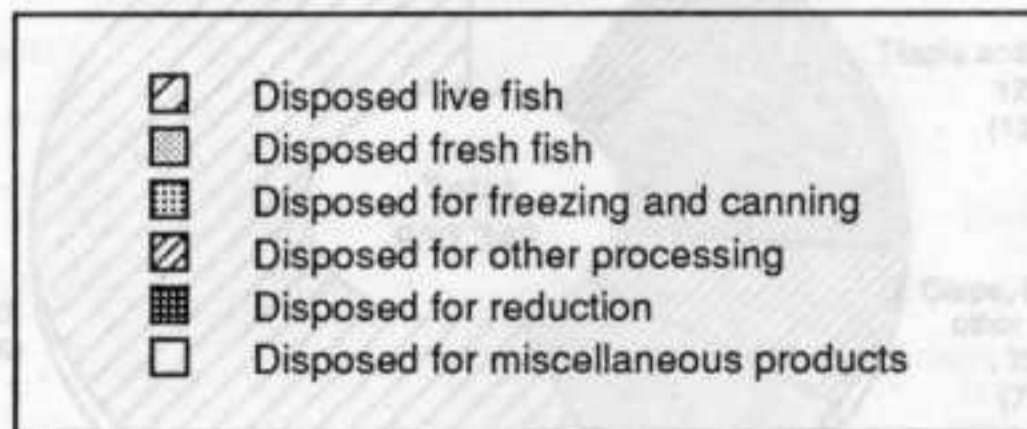 Disposed live fish
Disposed fresh fish
Disposed for freezing and canning
Disposed for other processing
Disposed for reduction
Disposed for miscellaneous products